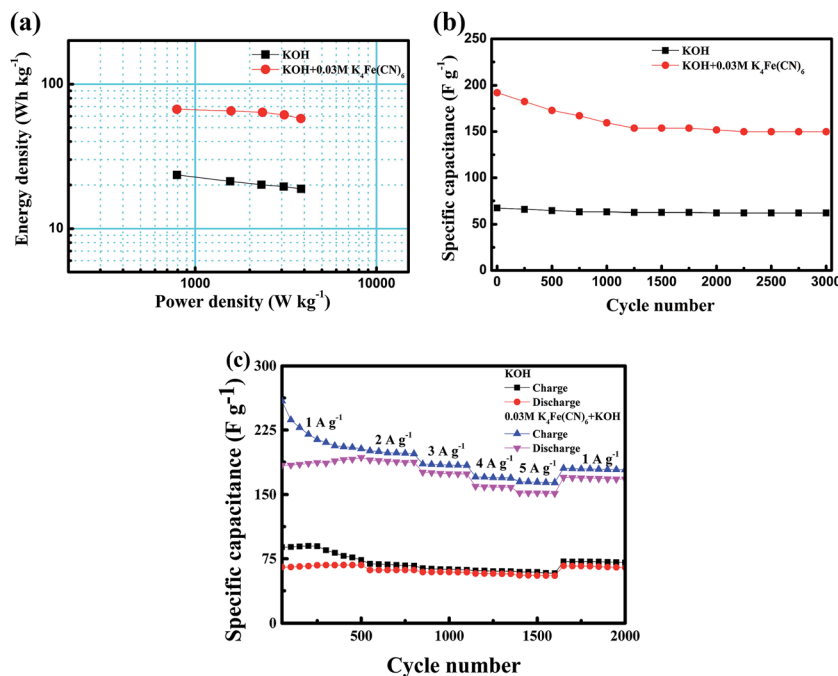 (a)
KOH
KOH+0.03M K₄Fe(CN)₆
Energy density (Wh kg⁻¹)
100
10
1000
10000
Power density (W kg⁻¹)
(b)
KOH
KOH+0.03M K₄Fe(CN)₆
Specific capacitance (F g⁻¹)
250
200
150
100
50
0
0
500
1000
1500
2000
2500
3000
Cycle number
(c)
KOH
Charge
Discharge
0.03M K₄Fe(CN)₆+KOH
Charge
Discharge
1 A g⁻¹
2 A g⁻¹
3 A g⁻¹
4 A g⁻¹
5 A g⁻¹
1 A g⁻¹
Specific capacitance (F g⁻¹)
300
225
150
75
0
500
1000
1500
2000
Cycle number